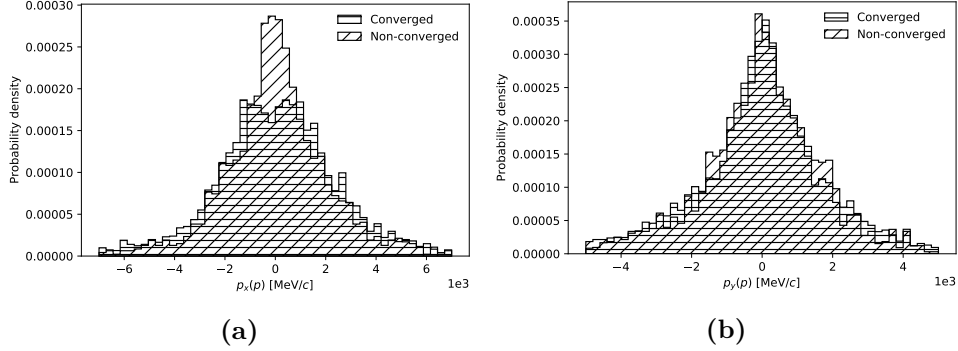 0.00030
0.00025
0.00020
0.00015
0.00010
0.00005
0.00000
Probability density
Converged
Non-converged
−6 −4 −2 0 2 4 6
1e3
pₓ(p) [MeV/c]
(a)
0.00035
0.00030
0.00025
0.00020
0.00015
0.00010
0.00005
0.00000
Probability density
Converged
Non-converged
−4 −2 0 2 4
1e3
p_y(p) [MeV/c]
(b)